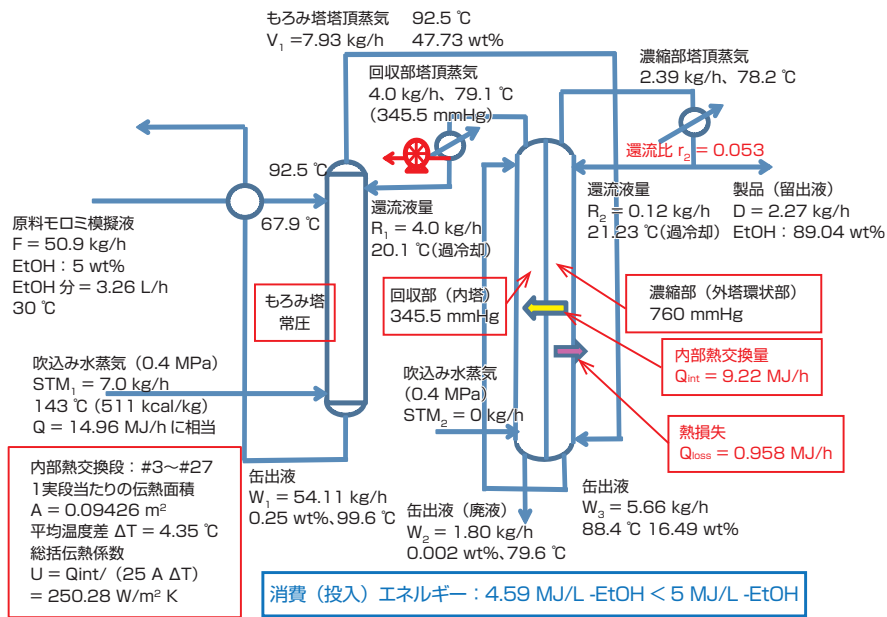 もろみ塔塔頂蒸気 92.5 ℃
V₁ =7.93 kg/h 47.73 wt%
回収部塔頂蒸気
4.0 kg/h、79.1 ℃
(345.5 mmHg)
濃縮部塔頂蒸気
2.39 kg/h、78.2 ℃
還流比 r₂ = 0.053
92.5℃
67.9 ℃
原料モロミ模擬液
F = 50.9 kg/h
EtOH：5 wt%
EtOH 分 = 3.26 L/h
30 ℃
還流液量
R₁ = 4.0 kg/h
20.1 ℃(過冷却)
還流液量
R₂ = 0.12 kg/h
21.23 ℃(過冷却)
製品（留出液）
D = 2.27 kg/h
EtOH：89.04 wt%
もろみ塔
常圧
回収部（内塔）
345.5 mmHg
濃縮部（外塔環状部）
760 mmHg
内部熱交換量
Qint = 9.22 MJ/h
熱損失
Qloss = 0.958 MJ/h
吹込み水蒸気（0.4 MPa）
STM₁ = 7.0 kg/h
143 ℃ (511 kcal/kg)
Q = 14.96 MJ/h に相当
吹込み水蒸気
(0.4 MPa)
STM₂ = 0 kg/h
内部熱交換段：#3～#27
1実段当たりの伝熱面積
A = 0.09426 m²
平均温度差 ΔT = 4.35 ℃
総括伝熱係数
U = Qint/（25 A ΔT）
= 250.28 W/m² K
缶出液
W₁ = 54.11 kg/h
0.25 wt%、99.6 ℃
缶出液（廃液）
W₂ = 1.80 kg/h
0.002 wt%、79.6 ℃
缶出液
W₃ = 5.66 kg/h
88.4 ℃ 16.49 wt%
消費（投入）エネルギー：4.59 MJ/L -EtOH < 5 MJ/L -EtOH